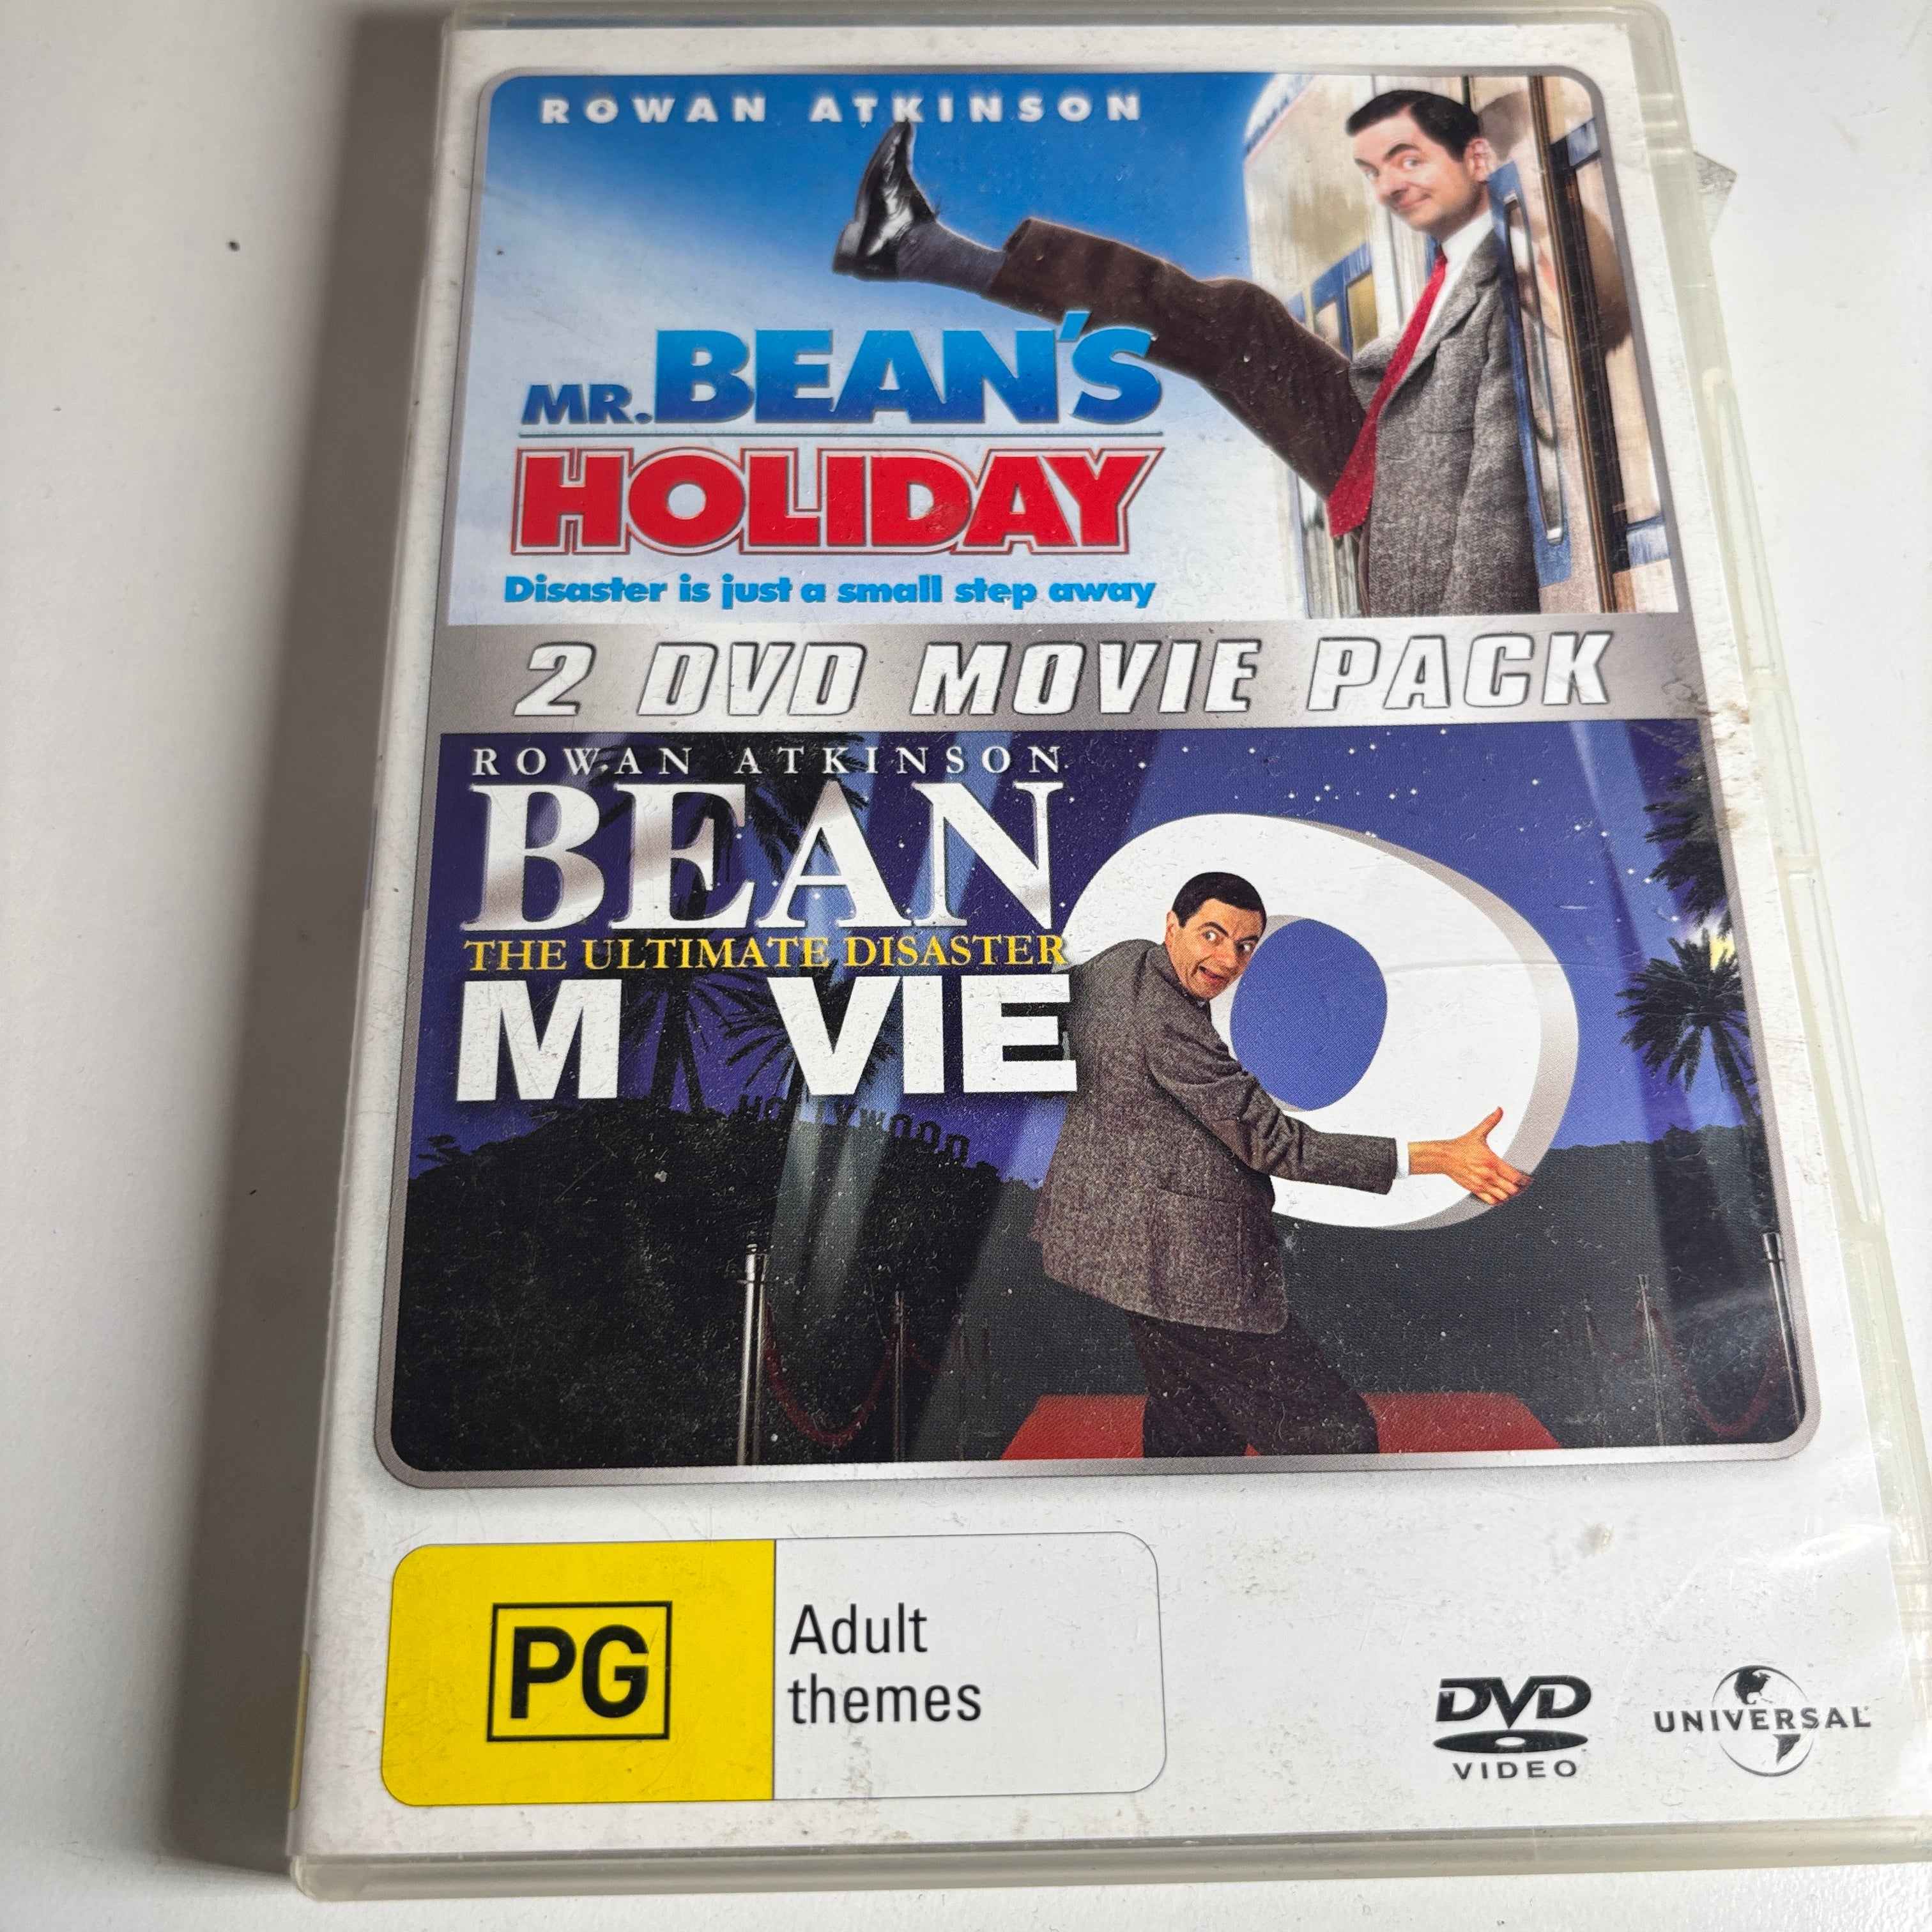 ROWAN ATKINSON
MR. BEAN'S
HOLIDAY
Disaster is just a small step away
2 DVD MOVIE PACK
ROWAN ATKINSON
BEAN
THE ULTIMATE DISASTER
MOVIE
HOLLYWOOD
PG
Adult
themes
DVD
VIDEO
UNIVERSAL